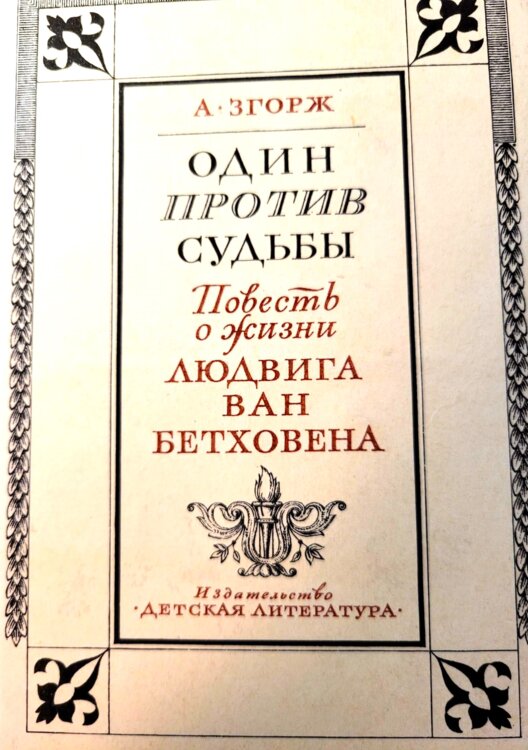 А·ЗГОРЖ
ОДИН
ПРОТИВ
СУДЬБЫ
Повесть
о жизни
ЛЮДВИГА
ВАН
БЕТХОВЕНА
Издательство
·ДЕТСКАЯ ЛИТЕРАТУРА·